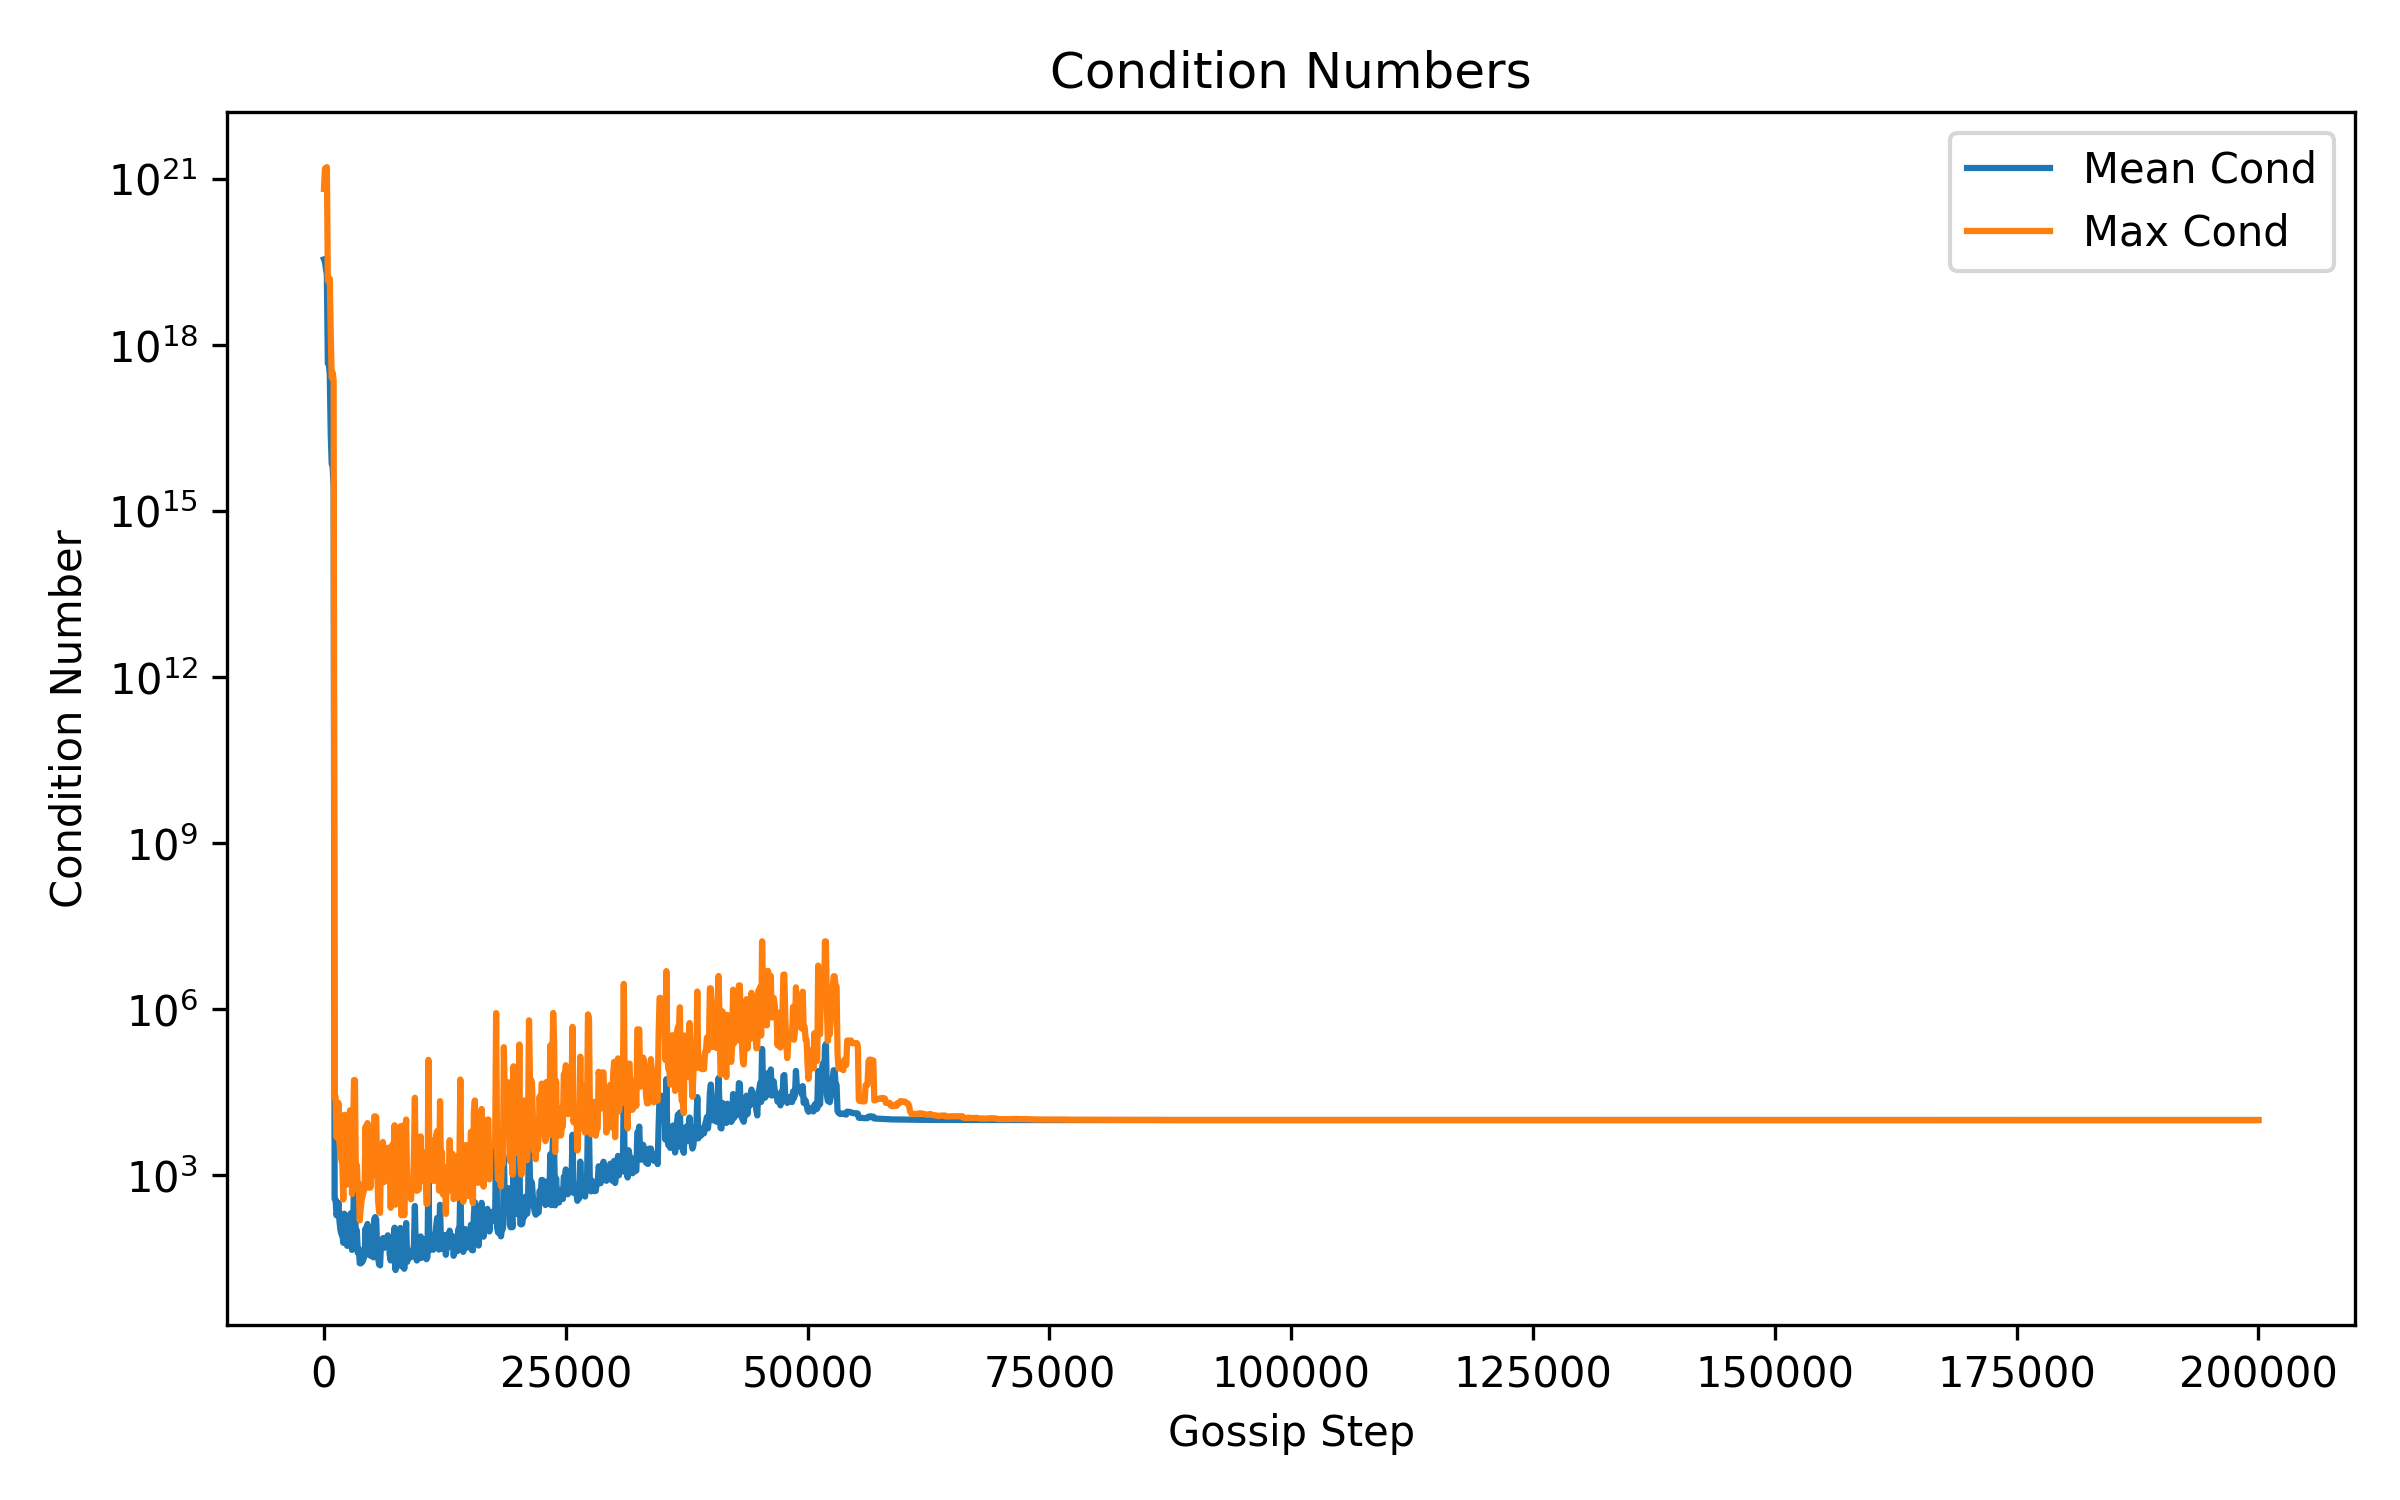 Condition Numbers
Mean Cond
Max Cond
Condition Number
10²¹
10¹⁸
10¹⁵
10¹²
10⁹
10⁶
10³
0 25000 50000 75000 100000 125000 150000 175000 200000
Gossip Step